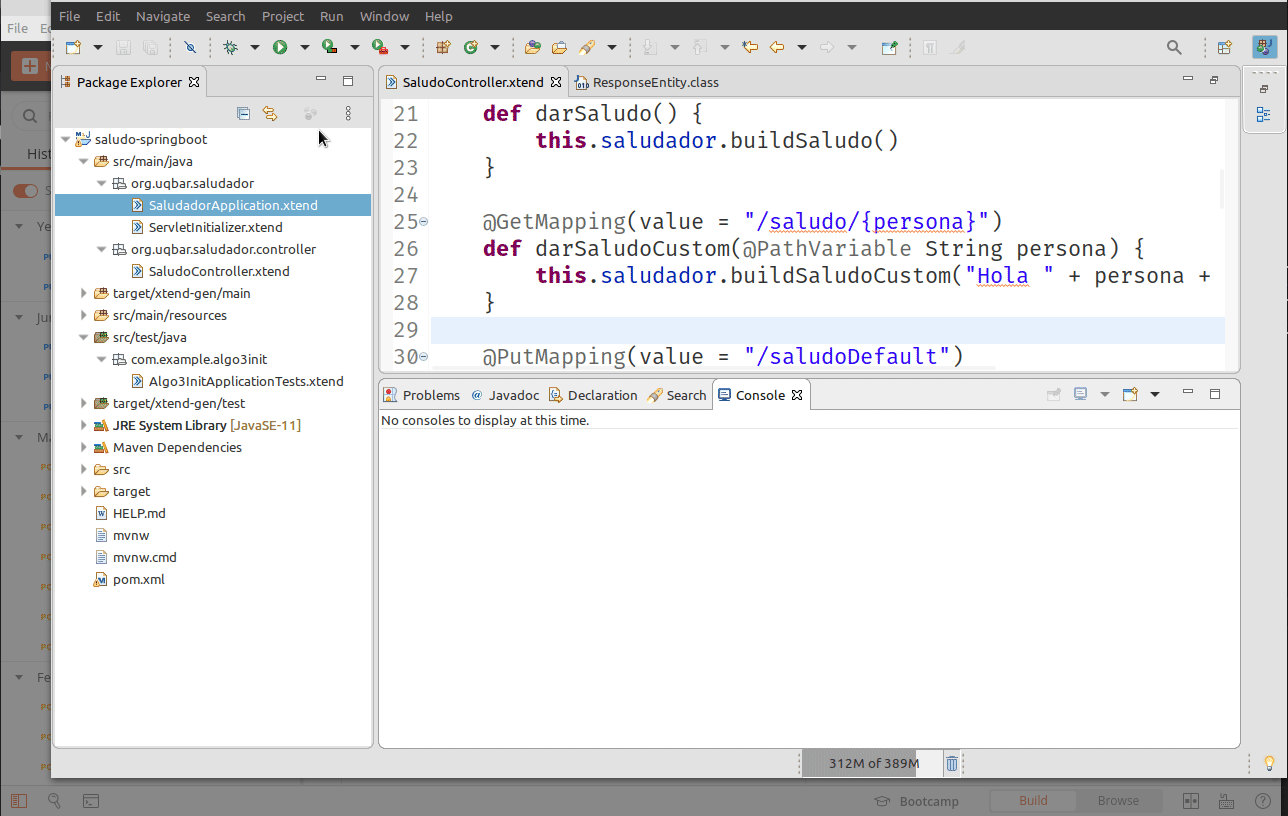 File Edit Navigate Search Project Run Window Help
File
Package Explorer
saludo-springboot
src/main/java
org.uqbar.saludador
SaludadorApplication.xtend
ServletInitializer.xtend
org.uqbar.saludador.controller
SaludoController.xtend
target/xtend-gen/main
src/main/resources
src/test/java
com.example.algo3init
Algo3InitApplicationTests.xtend
target/xtend-gen/test
JRE System Library [JavaSE-11]
Maven Dependencies
src
target
HELP.md
mvnw
mvnw.cmd
pom.xml
SaludoController.xtend ResponseEntity.class
21 def darSaludo() {
22 this.saludador.buildSaludo()
23 }
24
25 @GetMapping(value = "/saludo/{persona}")
26 def darSaludoCustom(@PathVariable String persona) {
27 this.saludador.buildSaludoCustom("Hola " + persona +
28 }
29
30 @PutMapping(value = "/saludoDefault")
Problems @ Javadoc Declaration Search Console
No consoles to display at this time.
312M of 389M
Bootcamp Build Browse